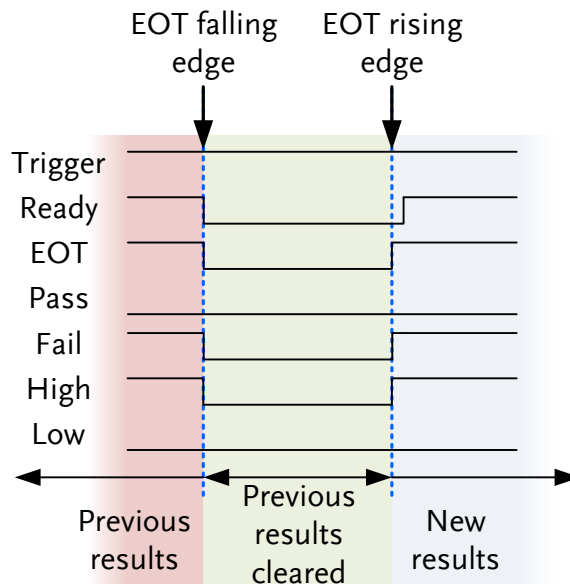 EOT falling
edge
EOT rising
edge
Trigger
Ready
EOT
Pass
Fail
High
Low
Previous
results
Previous
results
cleared
New
results